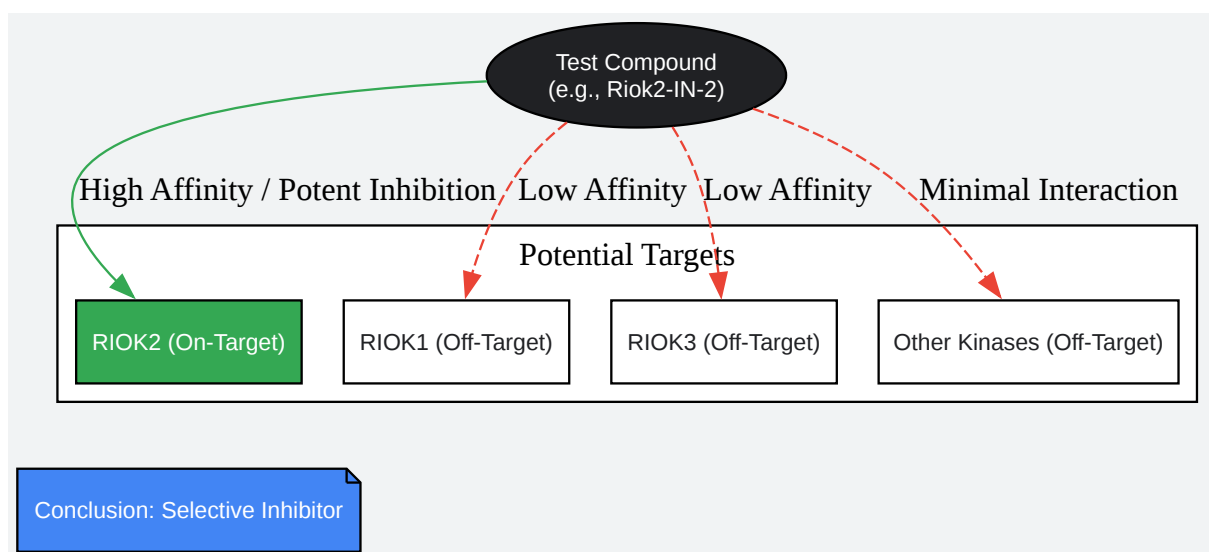 Test Compound
(e.g., Riok2-IN-2)
High Affinity / Potent Inhibition
Low Affinity
Low Affinity
Minimal Interaction
Potential Targets
RIOK2 (On-Target)
RIOK1 (Off-Target)
RIOK3 (Off-Target)
Other Kinases (Off-Target)
Conclusion: Selective Inhibitor